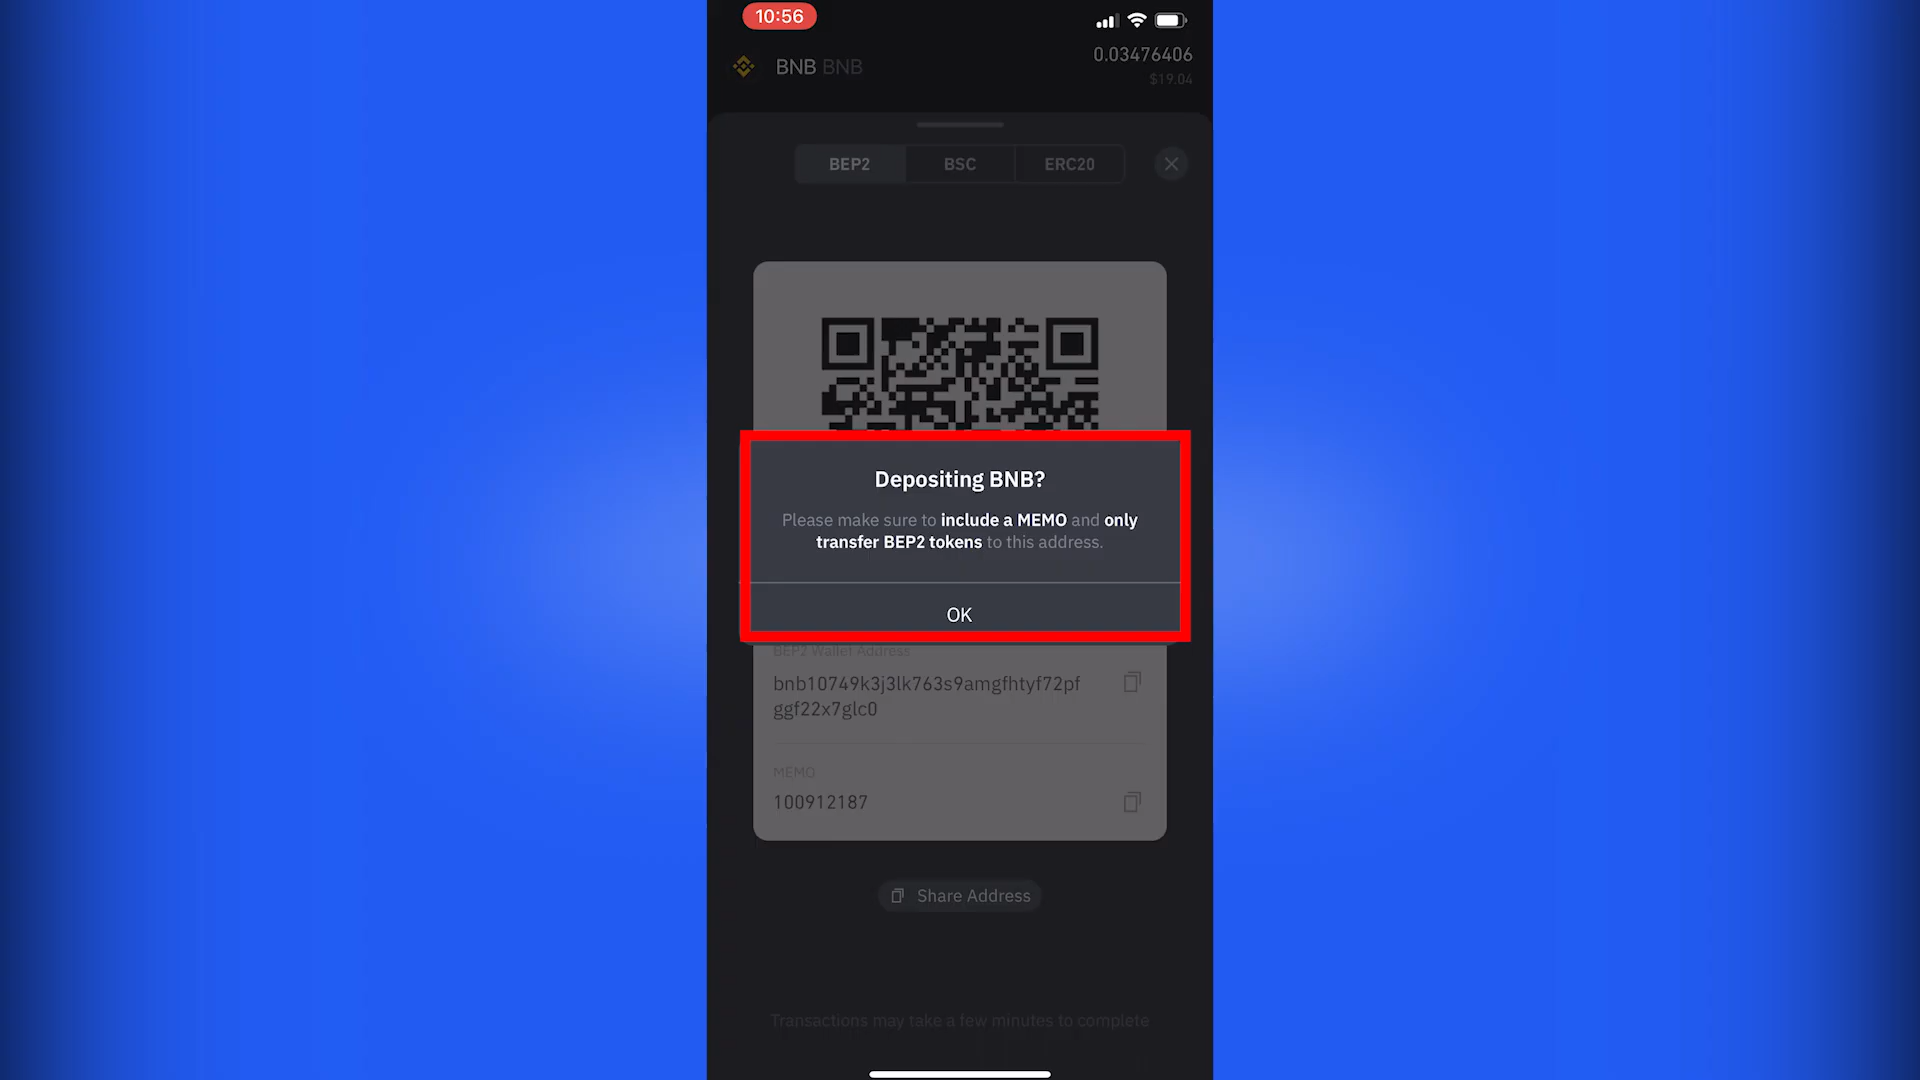 10:56
BNB BNB
0.03476406
$19.04
BEP2
BSC
ERC20
Depositing BNB?
Please make sure to include a MEMO and only
transfer BEP2 tokens to this address.
OK
BEP2 Wallet Address
bnb10749k3j3lk763s9amgfhtyf72pf
ggf22x7glc0
MEMO
100912187
Share Address
Transactions may take a few minutes to complete